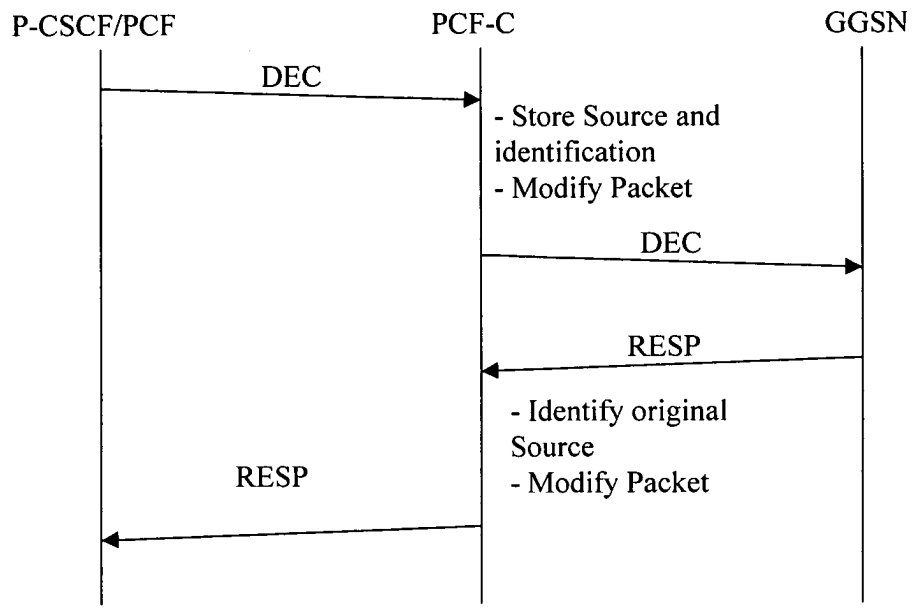 P-CSCF/PCF
PCF-C
GGSN
DEC
- Store Source and
identification
- Modify Packet
DEC
RESP
- Identify original
Source
- Modify Packet
RESP